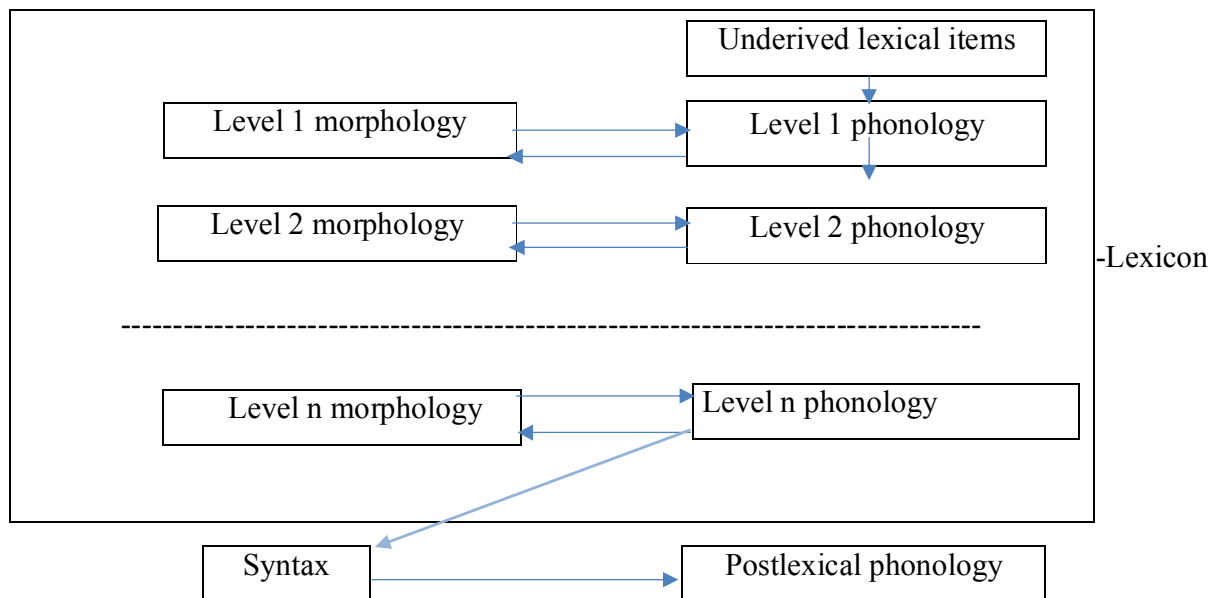 Underived lexical items
Level 1 morphology
Level 1 phonology
Level 2 morphology
Level 2 phonology
-Lexicon
Level n morphology
Level n phonology
Syntax
Postlexical phonology